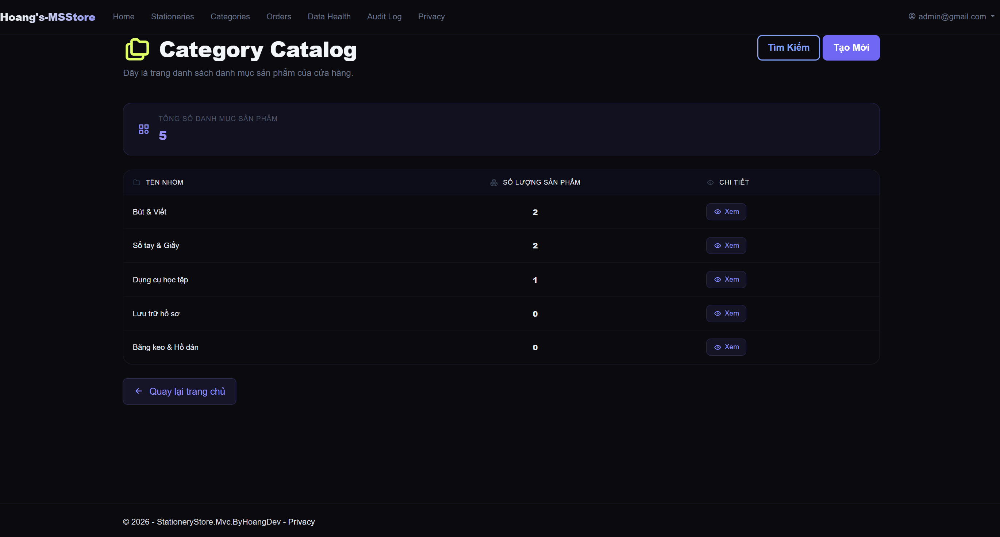 Hoang's-MSStore Home Stationeries Categories Orders Data Health Audit Log Privacy admin@gmail.com
Category Catalog Tìm Kiếm Tạo Mới
Đây là trang danh sách danh mục sản phẩm của cửa hàng.
TỔNG SỐ DANH MỤC SẢN PHẨM
5
TÊN NHÓM SỐ LƯỢNG SẢN PHẨM CHI TIẾT
Bút & Viết 2 Xem
Sổ tay & Giấy 2 Xem
Dụng cụ học tập 1 Xem
Lưu trữ hồ sơ 0 Xem
Băng keo & Hồ dán 0 Xem
Quay lại trang chủ
© 2026 - StationeryStore.Mvc.ByHoangDev - Privacy